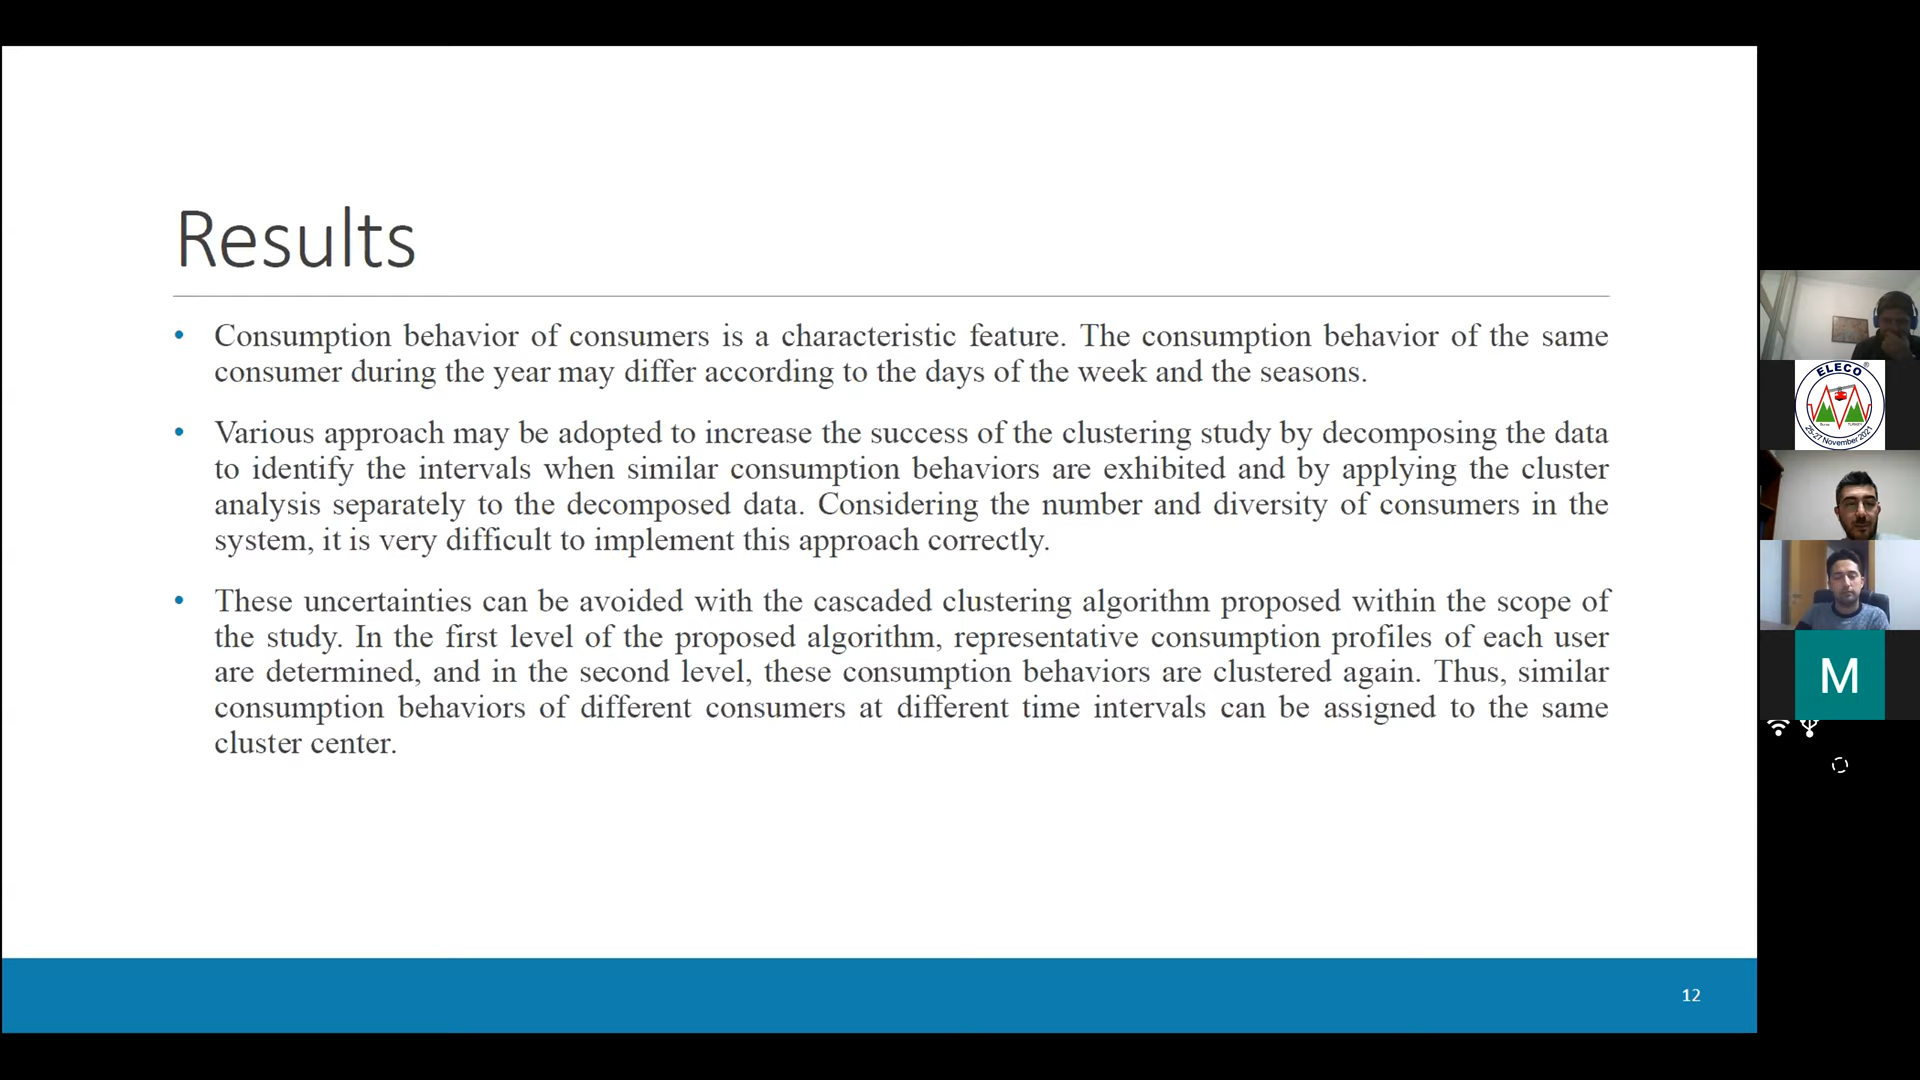 Results
• Consumption behavior of consumers is a characteristic feature. The consumption behavior of the same
consumer during the year may differ according to the days of the week and the seasons.
• Various approach may be adopted to increase the success of the clustering study by decomposing the data
to identify the intervals when similar consumption behaviors are exhibited and by applying the cluster
analysis separately to the decomposed data. Considering the number and diversity of consumers in the
system, it is very difficult to implement this approach correctly.
• These uncertainties can be avoided with the cascaded clustering algorithm proposed within the scope of
the study. In the first level of the proposed algorithm, representative consumption profiles of each user
are determined, and in the second level, these consumption behaviors are clustered again. Thus, similar
consumption behaviors of different consumers at different time intervals can be assigned to the same
cluster center.
12
ELECO
25-27 November 2021
M